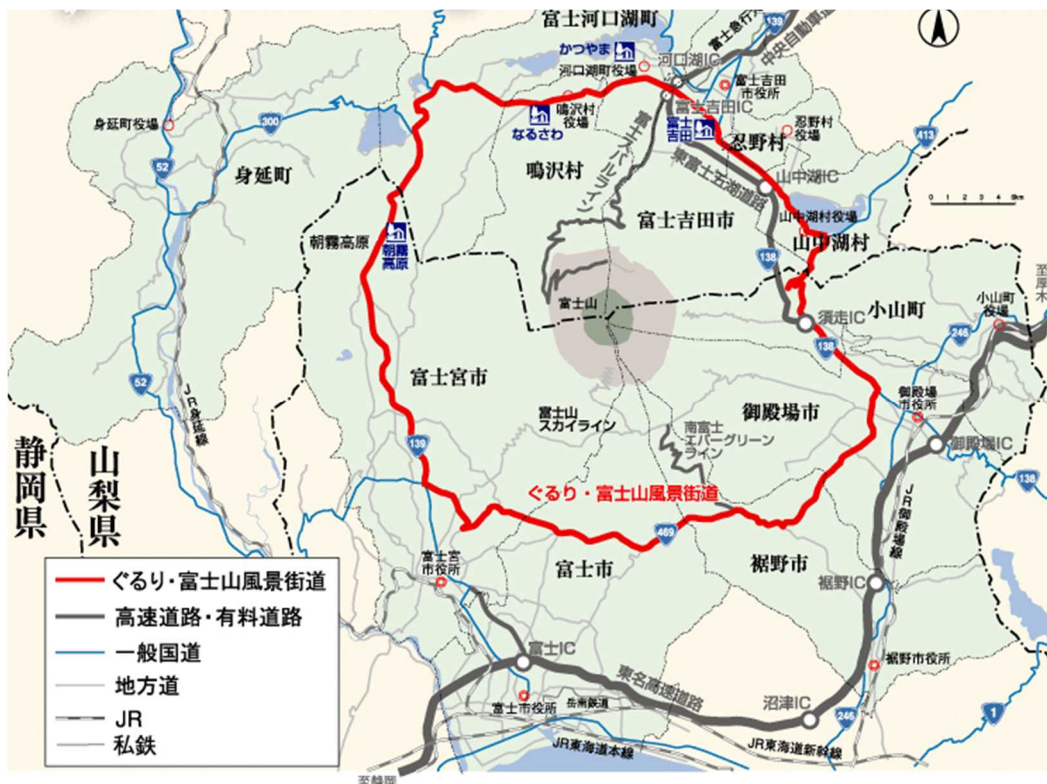 富士河口湖町
富士急行
139
中央自動車道
かつやま
河口湖IC
河口湖町役場
富士吉田
市役所
富士吉田IC
鳴沢村
役場
なるさわ
富士
吉田
忍野村
役場
忍野村
413
身延町役場
300
52
身延町
鳴沢村
富士スバルライン
東富士五湖道路
山中湖IC
山中湖村役場
山中湖村
富士吉田市
0 2 4 6km
朝霧高原
朝霧
高原
138
至厚木
小山町
小山町
役場
富士山
須走IC
138
246
52
JR身延線
富士宮市
御殿場市
御殿場
市役所
富士山
スカイライン
南富士
エバーグリーン
ライン
御殿場IC
138
139
静岡県
山梨県
ぐるり・富士山風景街道
JR御殿場線
469
富士宮
市役所
富士市
裾野市
裾野IC
ぐるり・富士山風景街道
高速道路・有料道路
一般国道
地方道
JR
私鉄
富士IC
東名高速道路
裾野市役所
富士市役所
岳南鉄道
沼津IC
246
1
JR東海道本線
JR東海道新幹線
至静岡